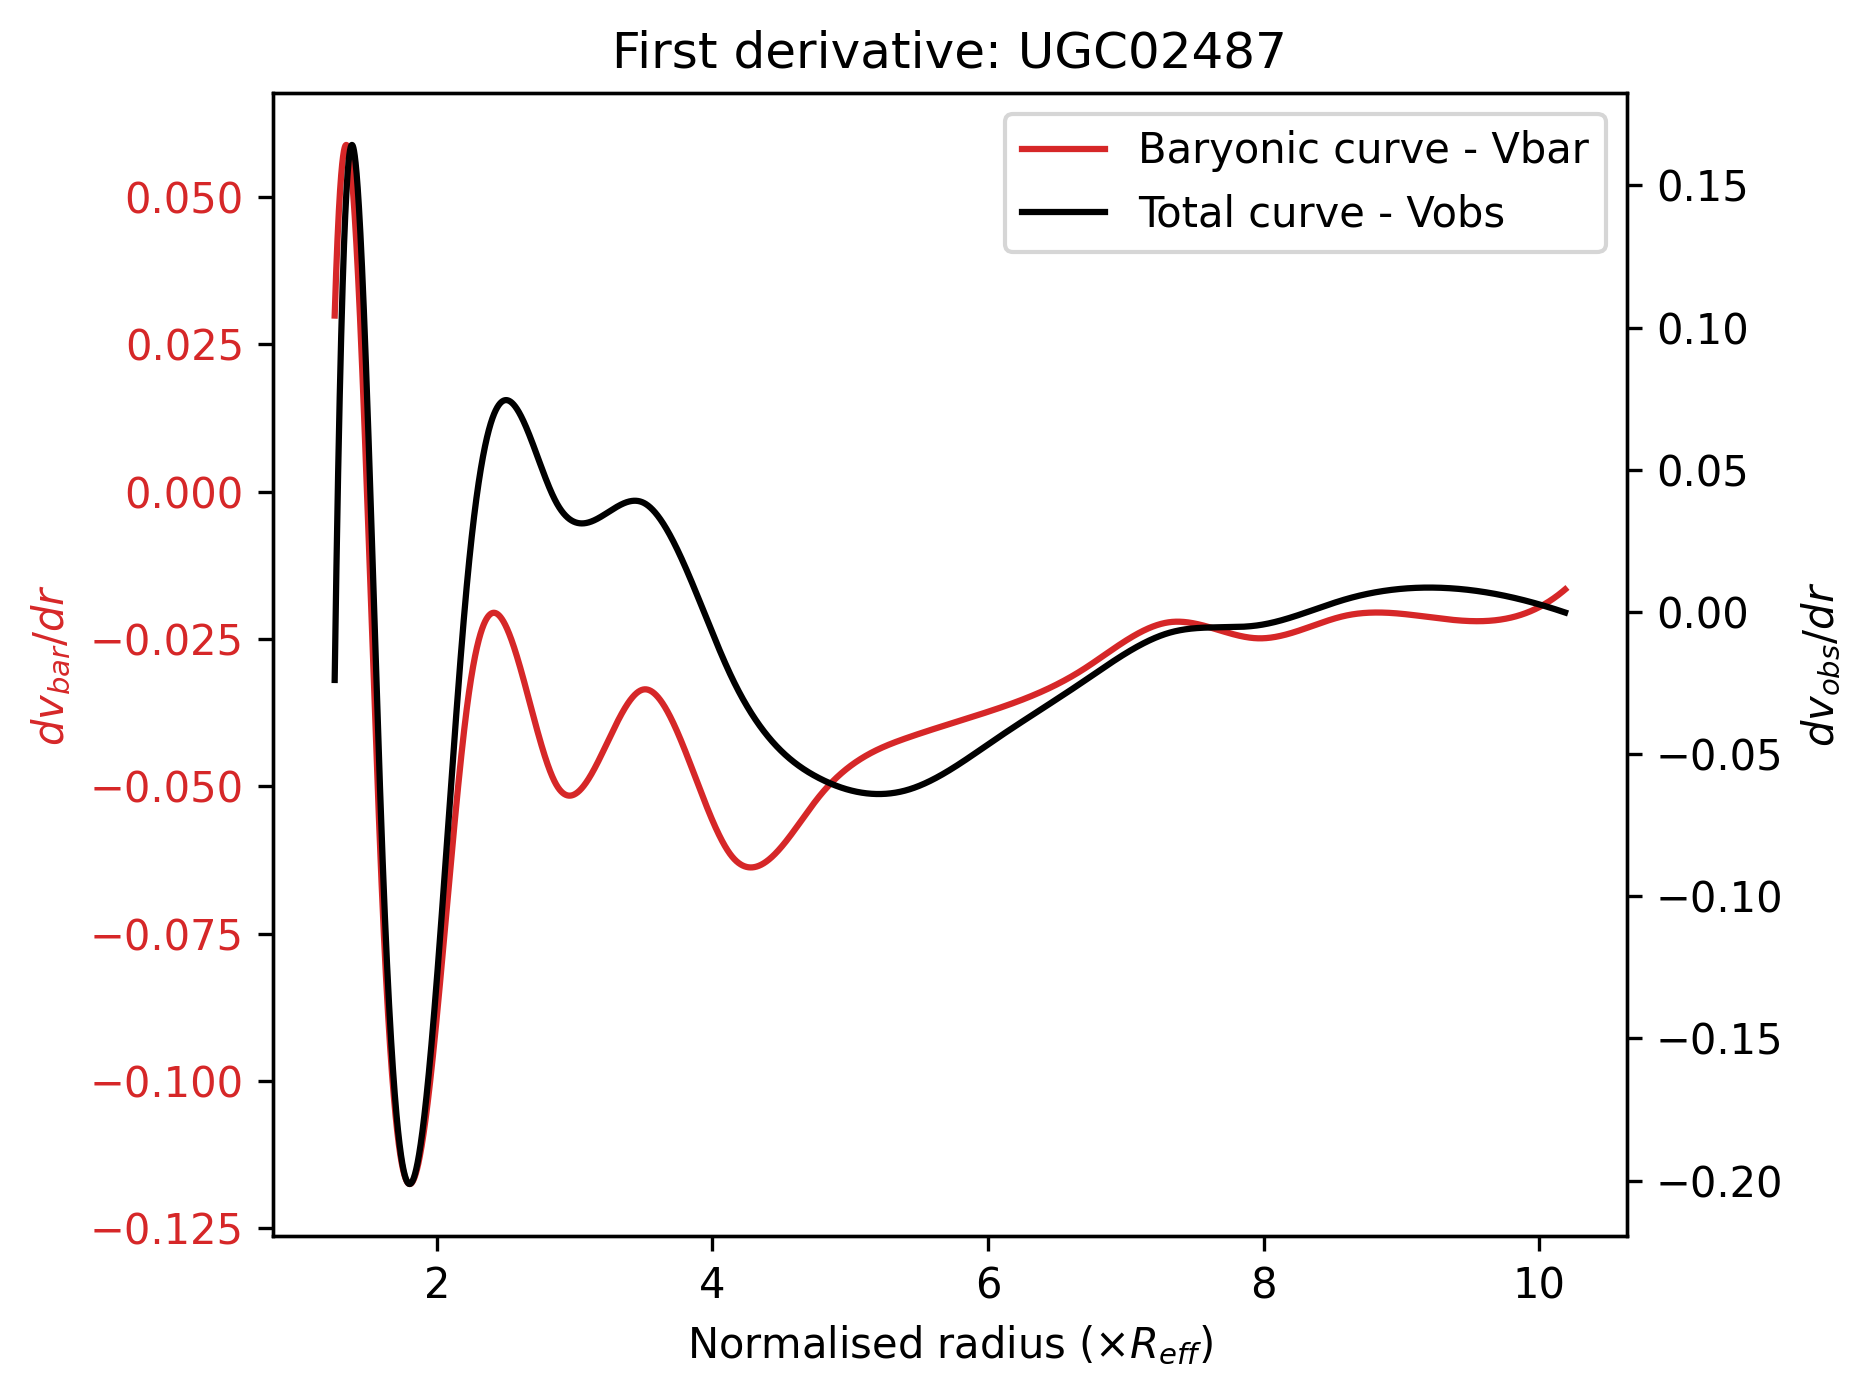 First derivative: UGC02487
Baryonic curve - Vbar
Total curve - Vobs
0.050
0.025
0.000
−0.025
−0.050
−0.075
−0.100
−0.125
dv_bar/dr
0.15
0.10
0.05
0.00
−0.05
−0.10
−0.15
−0.20
dv_obs/dr
2 4 6 8 10
Normalised radius (×R_eff)